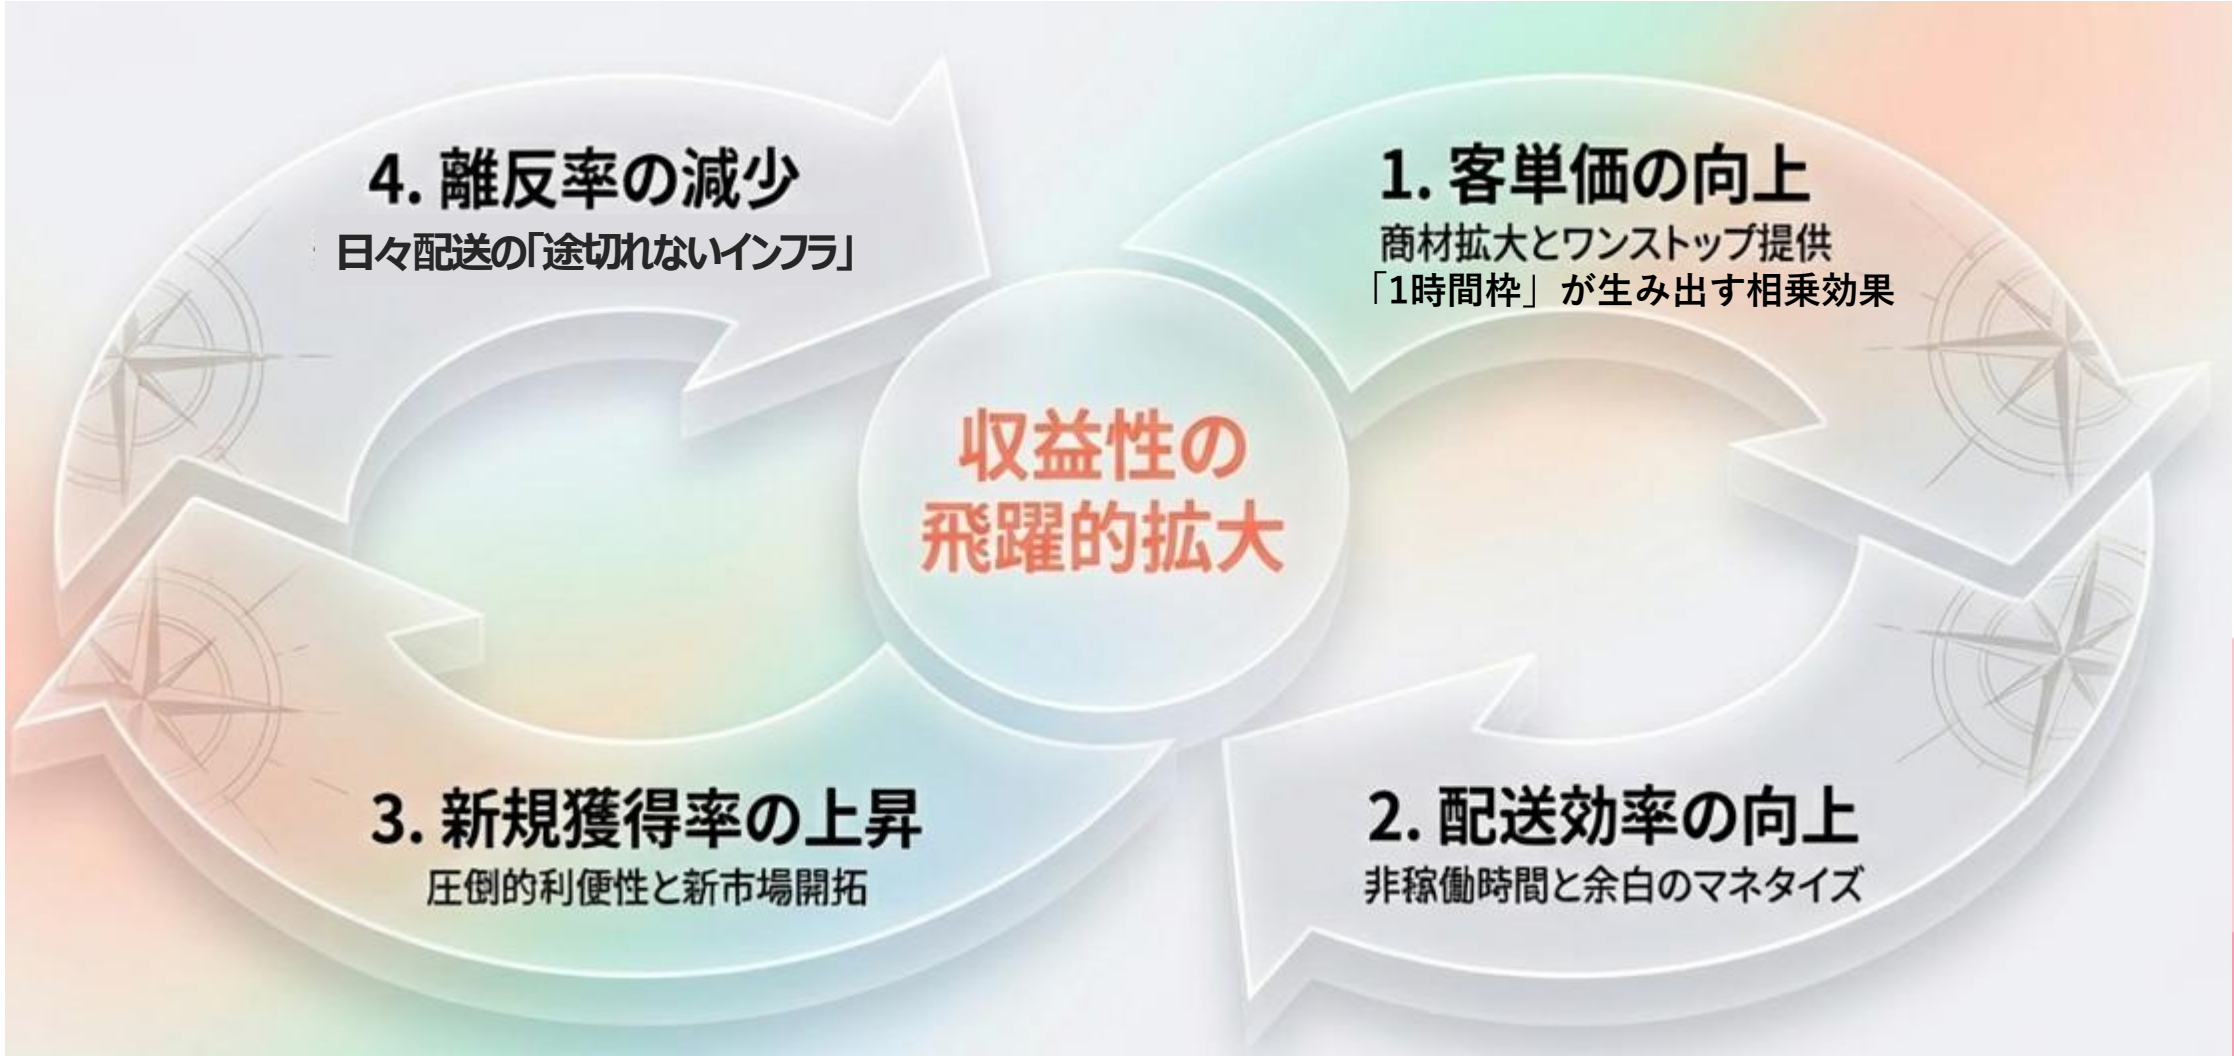 4. 離反率の減少
日々配送の「途切れないインフラ」
1. 客単価の向上
商材拡大とワンストップ提供
「1時間枠」が生み出す相乗効果
収益性の
飛躍的拡大
3. 新規獲得率の上昇
圧倒的利便性と新市場開拓
2. 配送効率の向上
非稼働時間と余白のマネタイズ